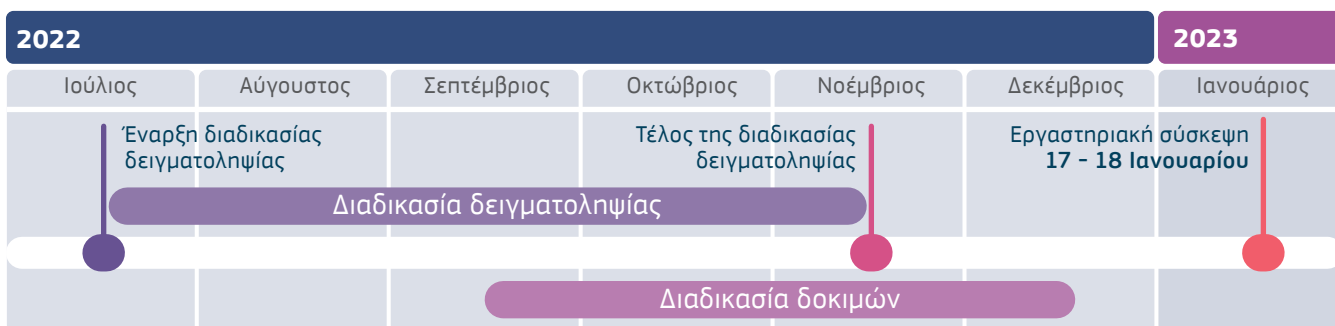 2022
2023
Ιούλιος
Αύγουστος
Σεπτέμβριος
Οκτώβριος
Νοέμβριος
Δεκέμβριος
Ιανουάριος
Έναρξη διαδικασίας
δειγματοληψίας
Τέλος της διαδικασίας
δειγματοληψίας
Εργαστηριακή σύσκεψη
17 - 18 Ιανουαρίου
Διαδικασία δειγματοληψίας
Διαδικασία δοκιμών